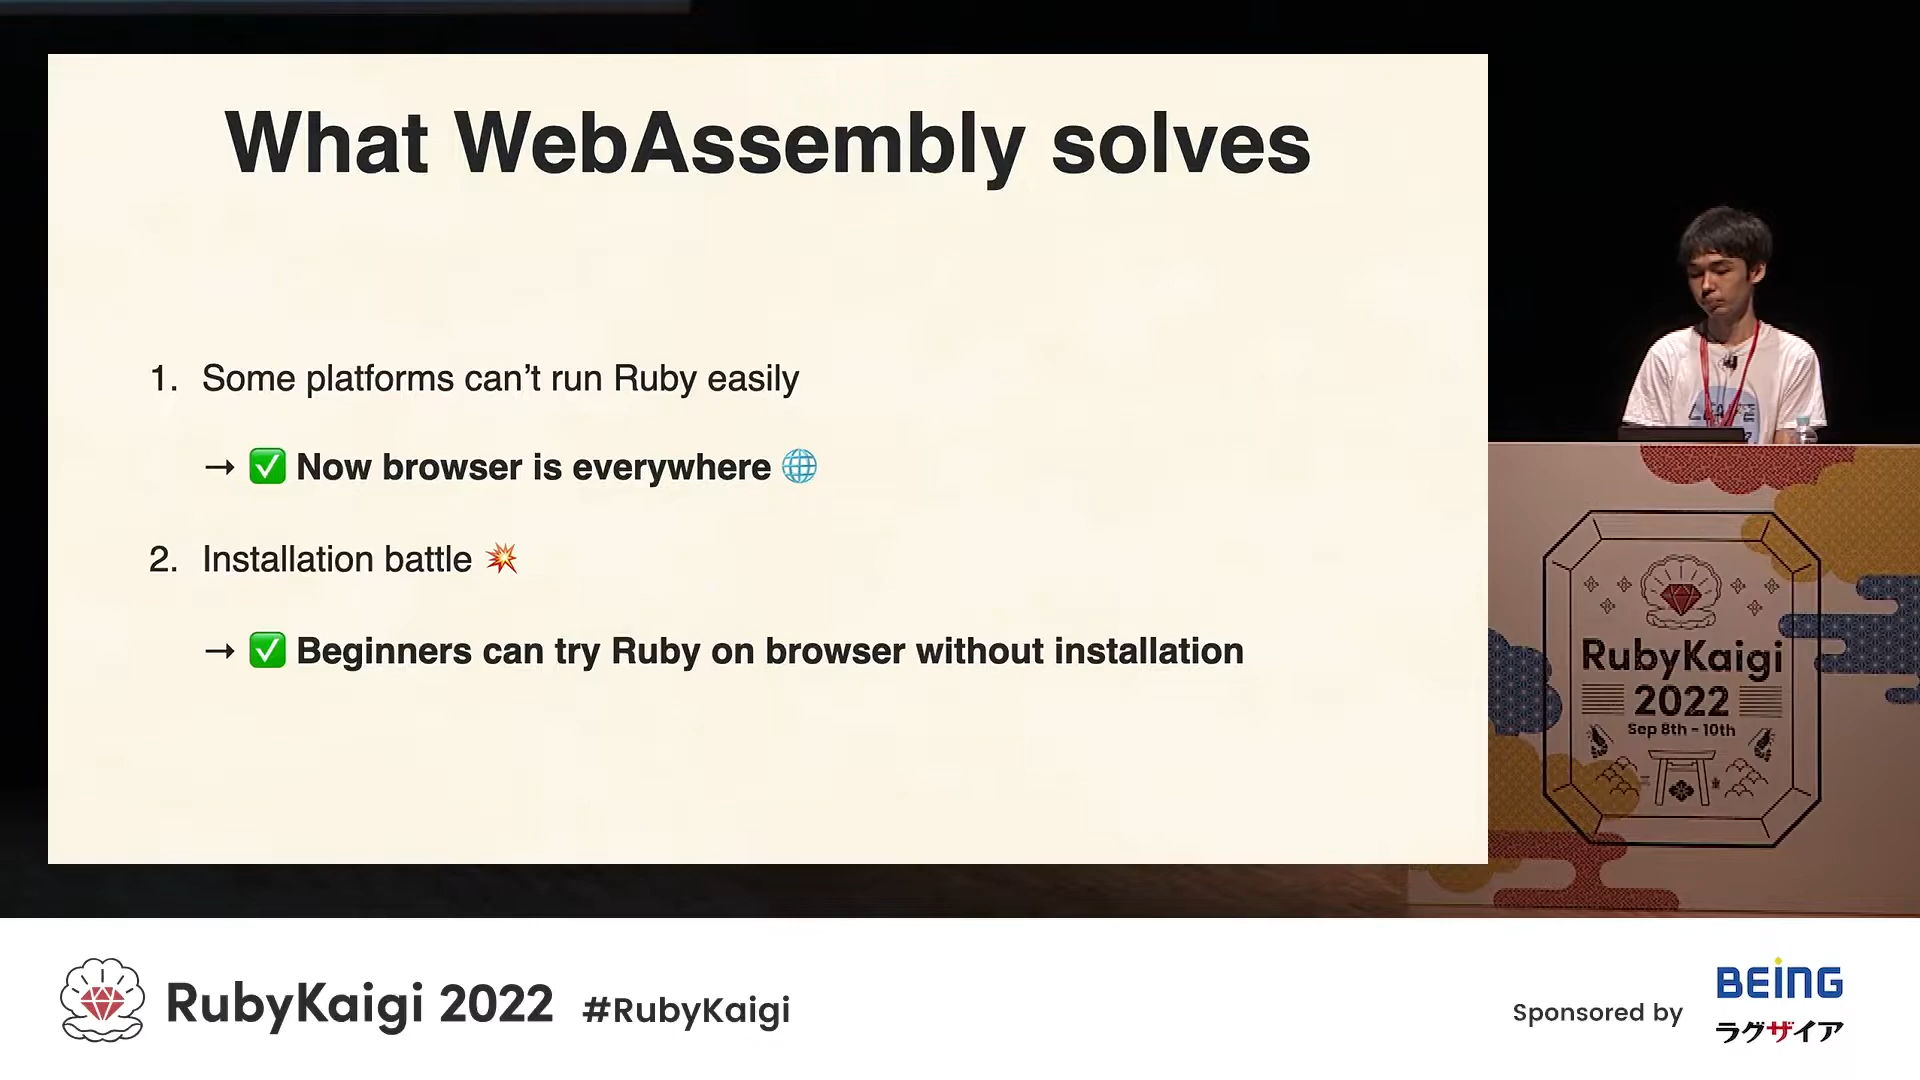 What WebAssembly solves
1. Some platforms can't run Ruby easily
→ ✅ Now browser is everywhere 🌐
2. Installation battle 💥
→ ✅ Beginners can try Ruby on browser without installation
RubyKaigi
2022
Sep 8th - 10th
RubyKaigi 2022 #RubyKaigi
Sponsored by
BEING
ラグザイア